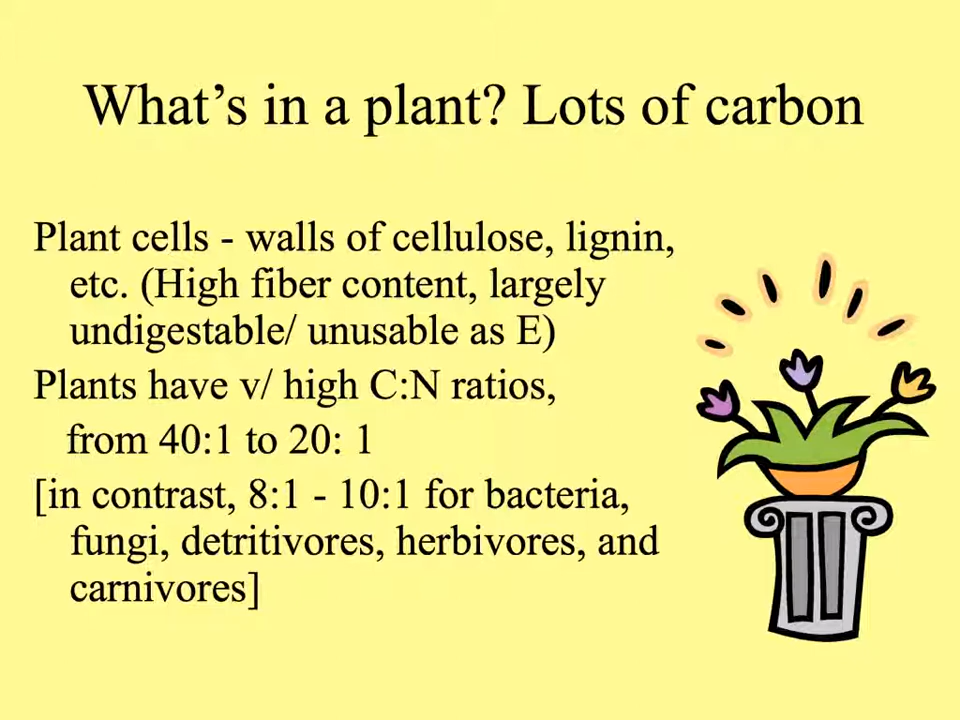 What's in a plant? Lots of carbon
Plant cells - walls of cellulose, lignin,
etc. (High fiber content, largely
undigestable/ unusable as E)
Plants have v/ high C:N ratios,
from 40:1 to 20: 1
[in contrast, 8:1 - 10:1 for bacteria,
fungi, detritivores, herbivores, and
carnivores]